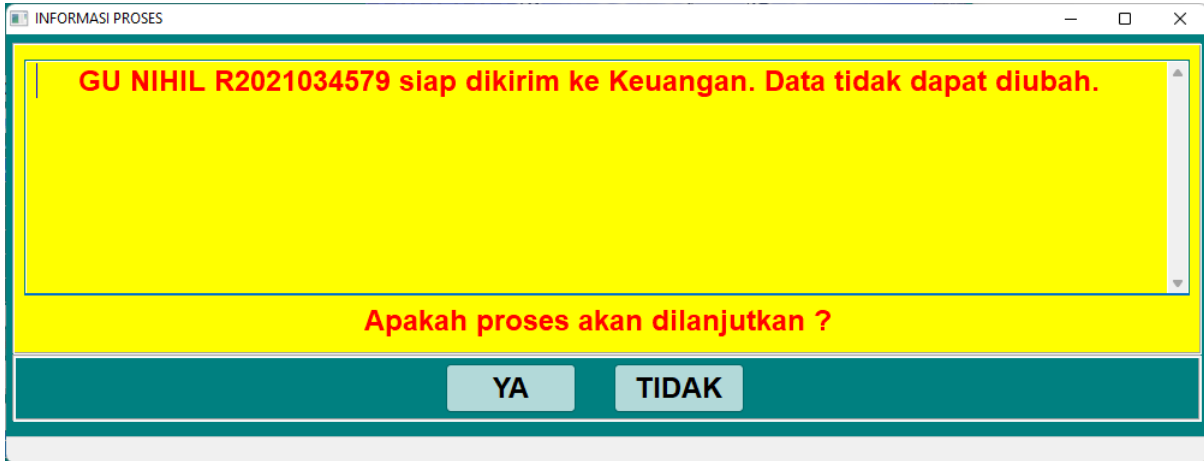 INFORMASI PROSES
GU NIHIL R2021034579 siap dikirim ke Keuangan. Data tidak dapat diubah.
Apakah proses akan dilanjutkan ?
YA
TIDAK